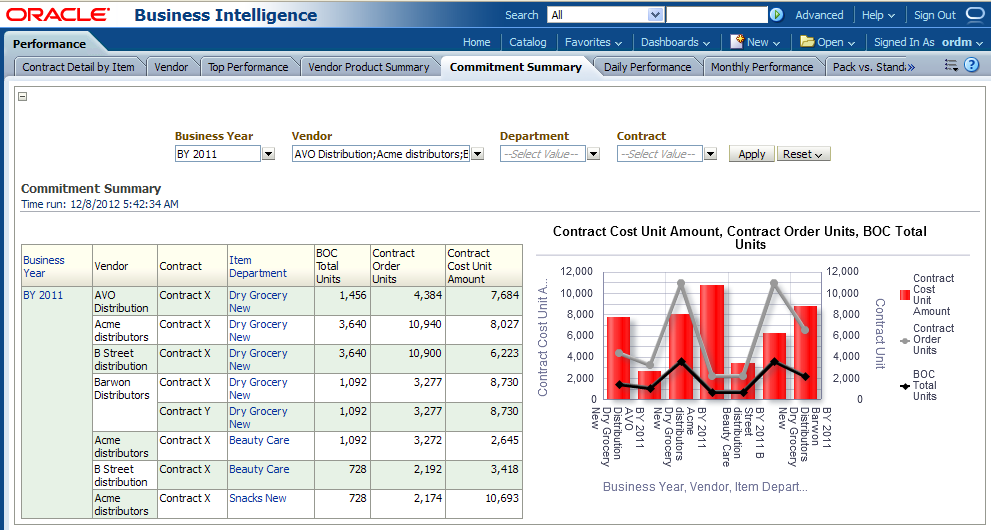 ORACLE® Business Intelligence
Search All Advanced Help Sign Out
Performance
Home Catalog Favorites Dashboards New Open Signed In As ordm
Contract Detail by Item Vendor Top Performance Vendor Product Summary Commitment Summary Daily Performance Monthly Performance Pack vs. Standa »
Business Year Vendor Department Contract
BY 2011 AVO Distribution;Acme distributors;B --Select Value-- --Select Value-- Apply Reset
Commitment Summary
Time run: 12/8/2012 5:42:34 AM
Business Year Vendor Contract Item Department BOC Total Units Contract Order Units Contract Cost Unit Amount
BY 2011 AVO Distribution Contract X Dry Grocery New 1,456 4,384 7,684
Acme distributors Contract X Dry Grocery New 3,640 10,940 8,027
B Street distribution Contract X Dry Grocery New 3,640 10,900 6,223
Barwon Distributors Contract X Dry Grocery New 1,092 3,277 8,730
Contract Y Dry Grocery New 1,092 3,277 8,730
Acme distributors Contract X Beauty Care 1,092 3,272 2,645
B Street distribution Contract X Beauty Care 728 2,192 3,418
Acme distributors Contract X Snacks New 728 2,174 10,693
Contract Cost Unit Amount, Contract Order Units, BOC Total
Units
Contract Cost Unit A...
12,000
10,000
8,000
6,000
4,000
2,000
0
12,000
10,000
8,000
6,000
4,000
2,000
0
Contract Unit
BY 2011
AVO
Distribution
Dry Grocery
New
BY 2011
Acme
distributors
Dry Grocery
New
BY 2011 B
Street
distribution
Beauty Care
BY 2011
Barwon
Distributors
Dry Grocery
New
Business Year, Vendor, Item Depart...
Contract
Cost
Unit
Amount
Contract
Order
Units
BOC
Total
Units